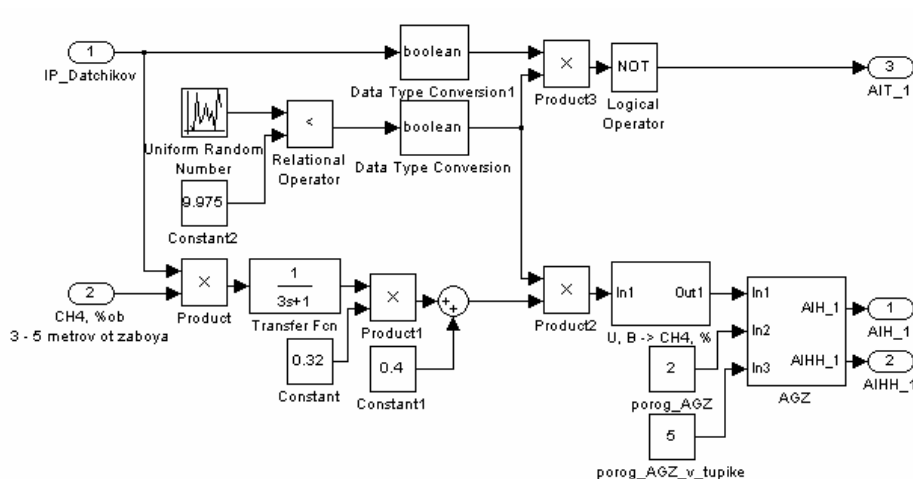 1
IP_Datchikov
boolean
Data Type Conversion1
×
Product3
NOT
Logical
Operator
3
AIT_1
Uniform Random
Number
<
Relational
Operator
boolean
Data Type Conversion
9.975
Constant2
2
CH4, %ob
3 - 5 metrov ot zaboya
×
Product
1
3s+1
Transfer Fcn
×
Product1
+
+
0.32
Constant
0.4
Constant1
×
Product2
In1
Out1
U, B -> CH4, %
2
porog_AGZ
5
porog_AGZ_v_tupike
In1
In2
In3
AIH_1
AIHH_1
AGZ
1
AIH_1
2
AIHH_1